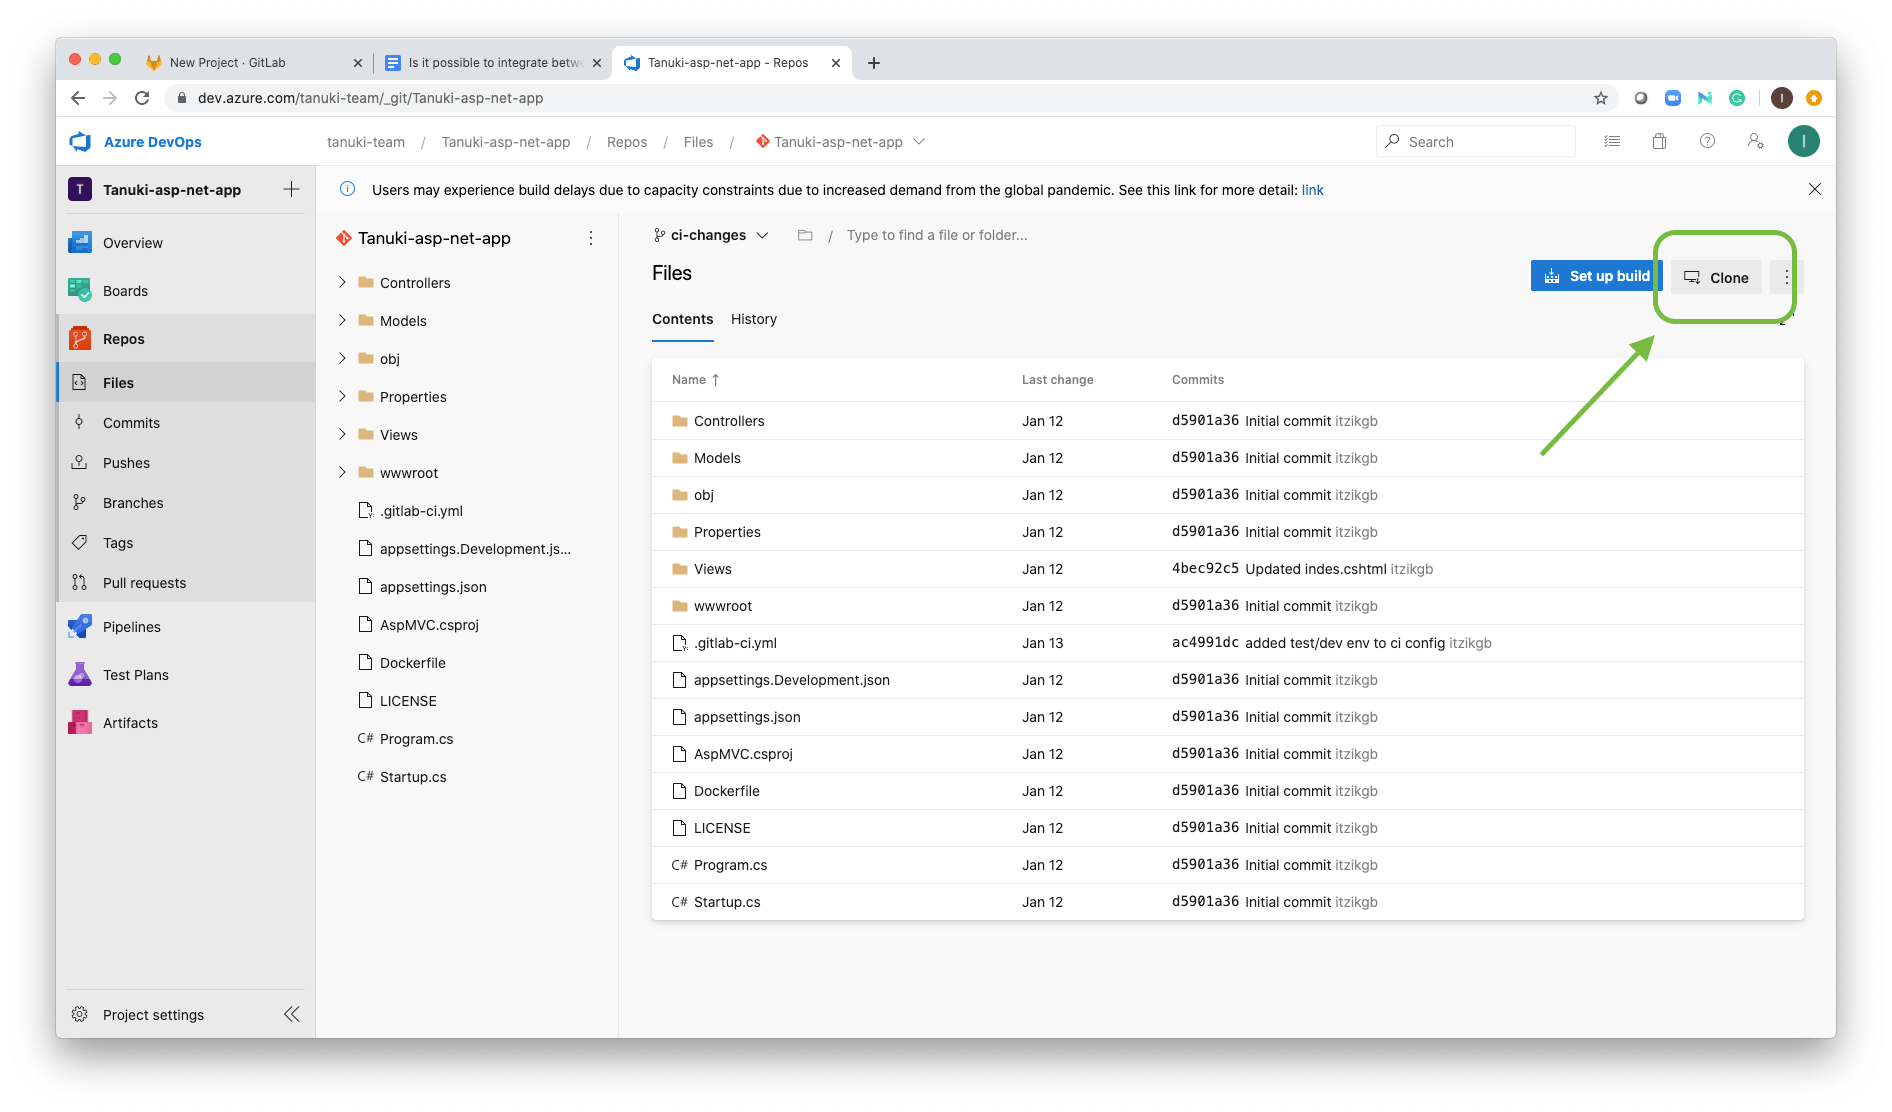 New Project · GitLab
Is it possible to integrate betwe
Tanuki-asp-net-app - Repos
dev.azure.com/tanuki-team/_git/Tanuki-asp-net-app
I
Azure DevOps
tanuki-team / Tanuki-asp-net-app / Repos / Files / Tanuki-asp-net-app
Search
I
T Tanuki-asp-net-app
Users may experience build delays due to capacity constraints due to increased demand from the global pandemic. See this link for more detail: link
Overview
Boards
Repos
Files
Commits
Pushes
Branches
Tags
Pull requests
Pipelines
Test Plans
Artifacts
Project settings
Tanuki-asp-net-app
Controllers
Models
obj
Properties
Views
wwwroot
.gitlab-ci.yml
appsettings.Development.js...
appsettings.json
AspMVC.csproj
Dockerfile
LICENSE
C# Program.cs
C# Startup.cs
ci-changes / Type to find a file or folder...
Files
Set up build
Clone
Contents History
Name ↑ Last change Commits
Controllers Jan 12 d5901a36 Initial commit itzikgb
Models Jan 12 d5901a36 Initial commit itzikgb
obj Jan 12 d5901a36 Initial commit itzikgb
Properties Jan 12 d5901a36 Initial commit itzikgb
Views Jan 12 4bec92c5 Updated indes.cshtml itzikgb
wwwroot Jan 12 d5901a36 Initial commit itzikgb
.gitlab-ci.yml Jan 13 ac4991dc added test/dev env to ci config itzikgb
appsettings.Development.json Jan 12 d5901a36 Initial commit itzikgb
appsettings.json Jan 12 d5901a36 Initial commit itzikgb
AspMVC.csproj Jan 12 d5901a36 Initial commit itzikgb
Dockerfile Jan 12 d5901a36 Initial commit itzikgb
LICENSE Jan 12 d5901a36 Initial commit itzikgb
C# Program.cs Jan 12 d5901a36 Initial commit itzikgb
C# Startup.cs Jan 12 d5901a36 Initial commit itzikgb